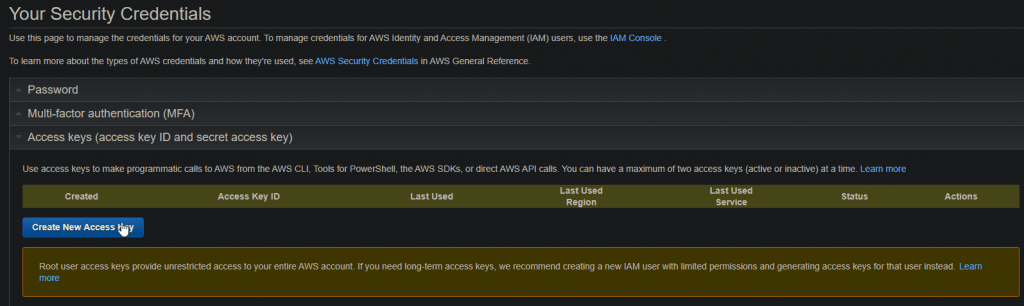 Your Security Credentials
Use this page to manage the credentials for your AWS account. To manage credentials for AWS Identity and Access Management (IAM) users, use the IAM Console .
To learn more about the types of AWS credentials and how they're used, see AWS Security Credentials in AWS General Reference.
Password
Multi-factor authentication (MFA)
Access keys (access key ID and secret access key)
Use access keys to make programmatic calls to AWS from the AWS CLI, Tools for PowerShell, the AWS SDKs, or direct AWS API calls. You can have a maximum of two access keys (active or inactive) at a time. Learn more
Created Access Key ID Last Used Last Used Region Last Used Service Status Actions
Create New Access Key
Root user access keys provide unrestricted access to your entire AWS account. If you need long-term access keys, we recommend creating a new IAM user with limited permissions and generating access keys for that user instead. Learn
more